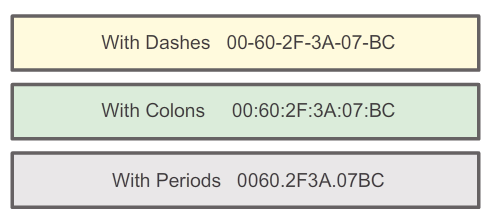 With Dashes 00-60-2F-3A-07-BC
With Colons 00:60:2F:3A:07:BC
With Periods 0060.2F3A.07BC